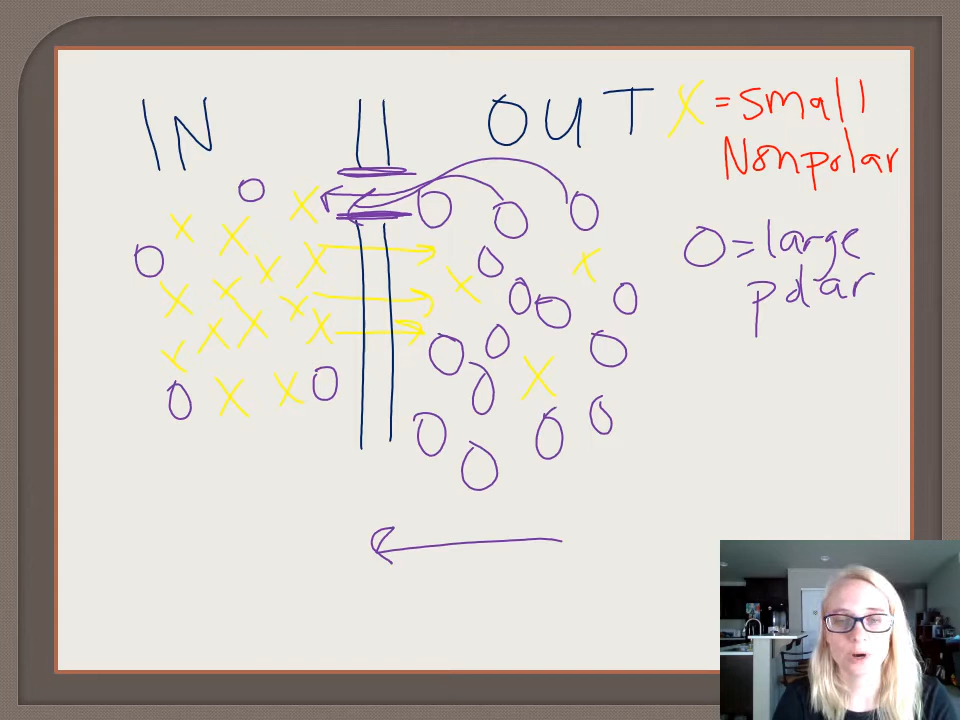 IN OUT X = small
Nonpolar
O = large
polar